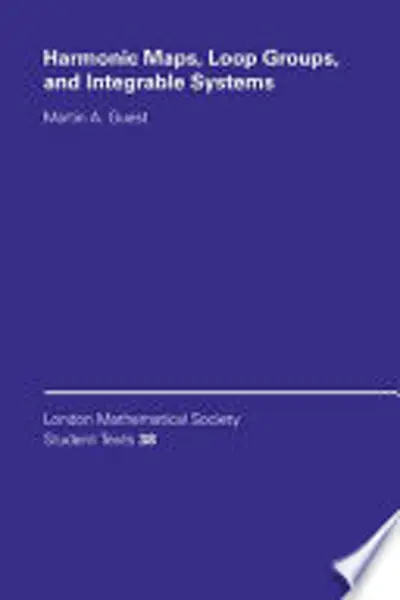 Harmonic Maps, Loop Groups,
and Integrable Systems
Martin A. Guest
London Mathematical Society
Student Texts 38